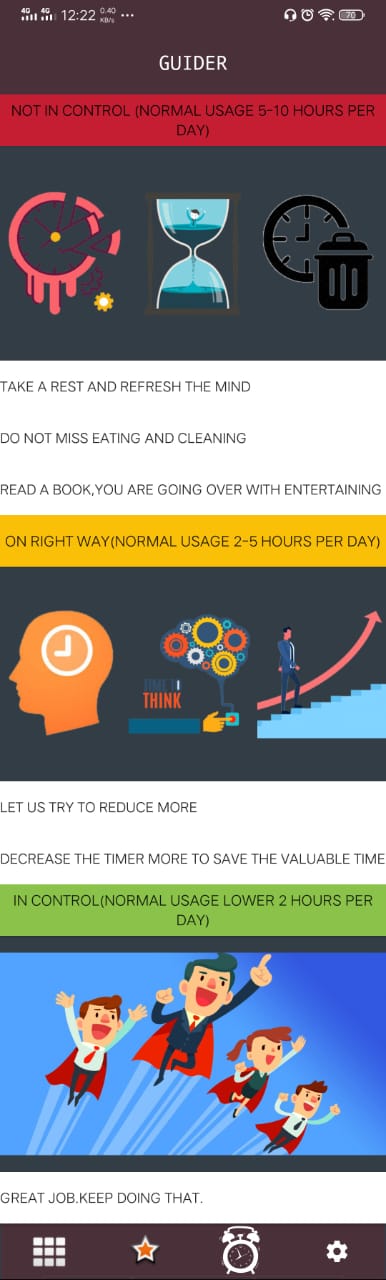 4G 4G 12:22 0.40 KB/s ... 70
GUIDER
NOT IN CONTROL (NORMAL USAGE 5-10 HOURS PER
DAY)
TAKE A REST AND REFRESH THE MIND
DO NOT MISS EATING AND CLEANING
READ A BOOK,YOU ARE GOING OVER WITH ENTERTAINING
ON RIGHT WAY(NORMAL USAGE 2-5 HOURS PER DAY)
TIME TO
THINK
LET US TRY TO REDUCE MORE
DECREASE THE TIMER MORE TO SAVE THE VALUABLE TIME
IN CONTROL(NORMAL USAGE LOWER 2 HOURS PER
DAY)
GREAT JOB.KEEP DOING THAT.